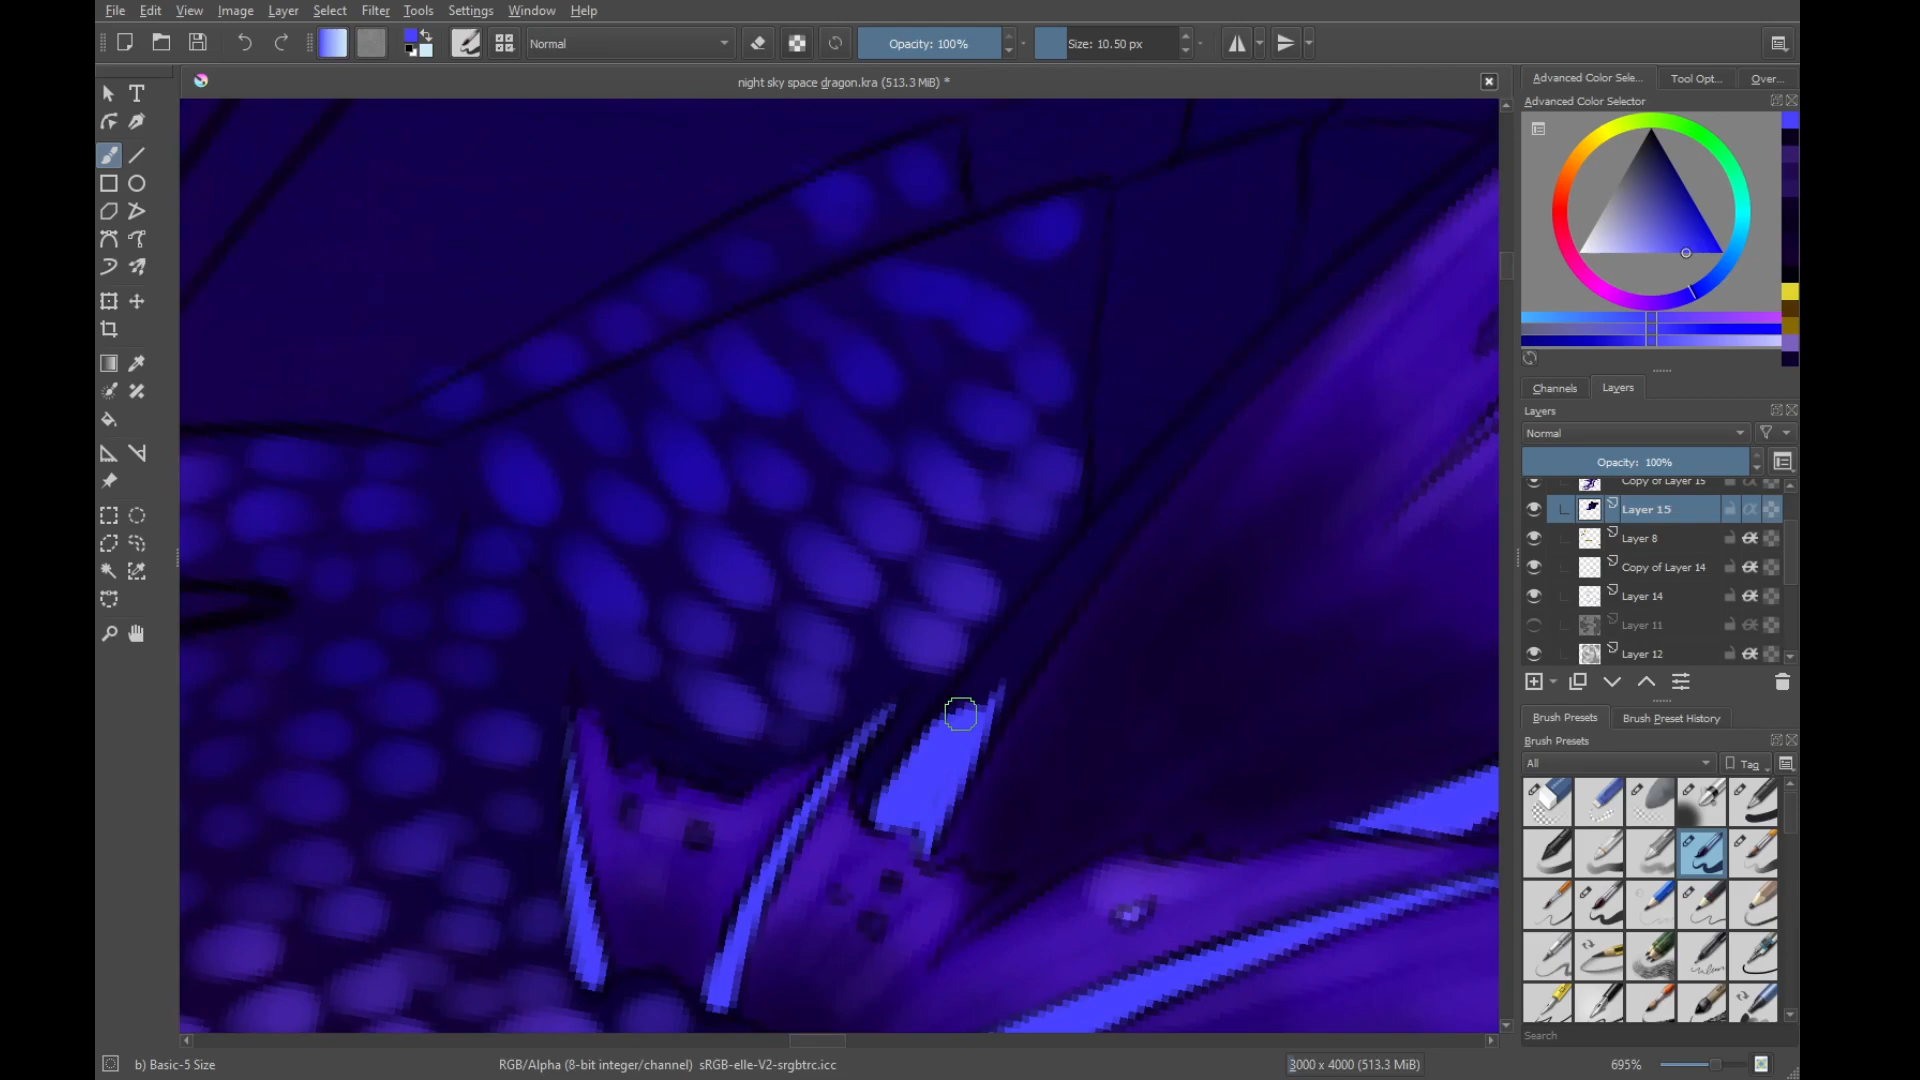 File Edit View Select Filter Tools Settings Window Help
Image Layer
Normal
Opacity: 100%
Size: 10.50 px
night sky space dragon.kra (513.3 MiB) *
Advanced Color Sele...
Tool Opt...
Over...
Advanced Color Selector
Channels
Layers
Layers
Normal
Opacity: 100%
Copy of Layer 15
Layer 15
Layer 8
Copy of Layer 14
Layer 14
Layer 11
Layer 12
Brush Presets
Brush Preset History
Brush Presets
All
Tag
Search
b) Basic-5 Size
RGB/Alpha (8-bit integer/channel) sRGB-elle-V2-srgbtrc.icc
3000 x 4000 (513.3 MiB)
695%